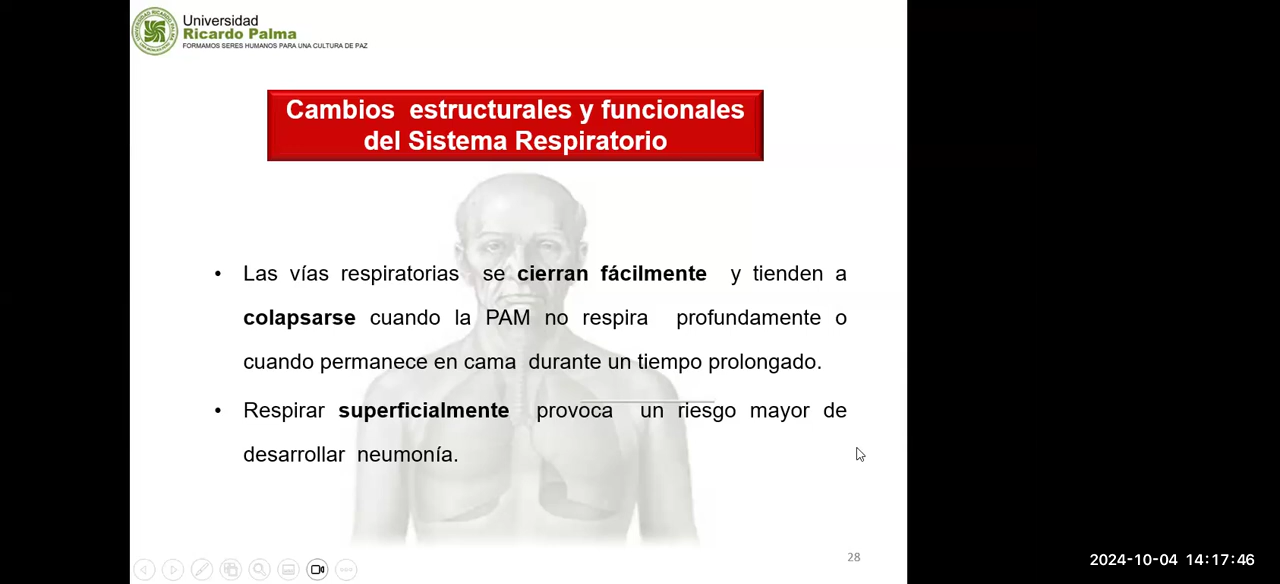 Universidad
Ricardo Palma
FORMAMOS SERES HUMANOS PARA UNA CULTURA DE PAZ
Cambios estructurales y funcionales
del Sistema Respiratorio
• Las vías respiratorias se cierran fácilmente y tienden a
colapsarse cuando la PAM no respira profundamente o
cuando permanece en cama durante un tiempo prolongado.
• Respirar superficialmente provoca un riesgo mayor de
desarrollar neumonía.
28
2024-10-04 14:17:46